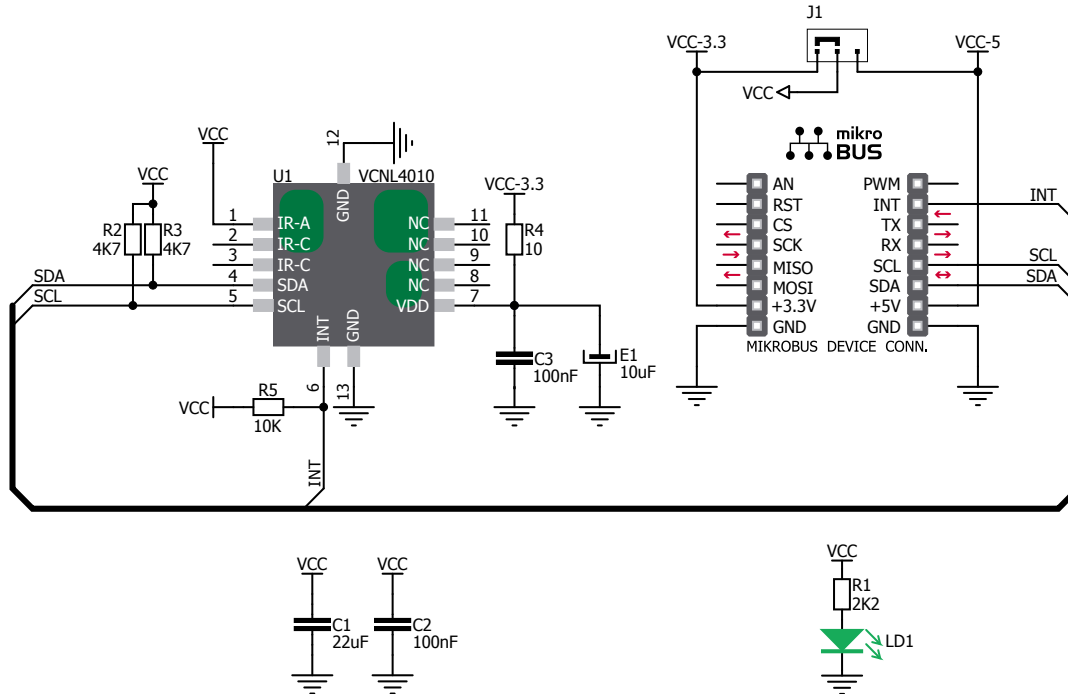 J1
VCC-3.3
VCC-5
VCC
mikro
BUS
VCC
12
U1
VCNL4010
GND
VCC
VCC-3.3
R2
4K7
R3
4K7
1
2
3
4
5
IR-A
IR-C
IR-C
SDA
SCL
NC
NC
NC
NC
VDD
11
10
9
8
7
R4
10
SDA
SCL
INT
GND
6
13
C3
100nF
E1
10uF
VCC
R5
10K
INT
AN
RST
CS
SCK
MISO
MOSI
+3.3V
GND
PWM
INT
TX
RX
SCL
SDA
+5V
GND
INT
SCL
SDA
MIKROBUS DEVICE CONN.
VCC
C1
22uF
VCC
C2
100nF
VCC
R1
2K2
LD1